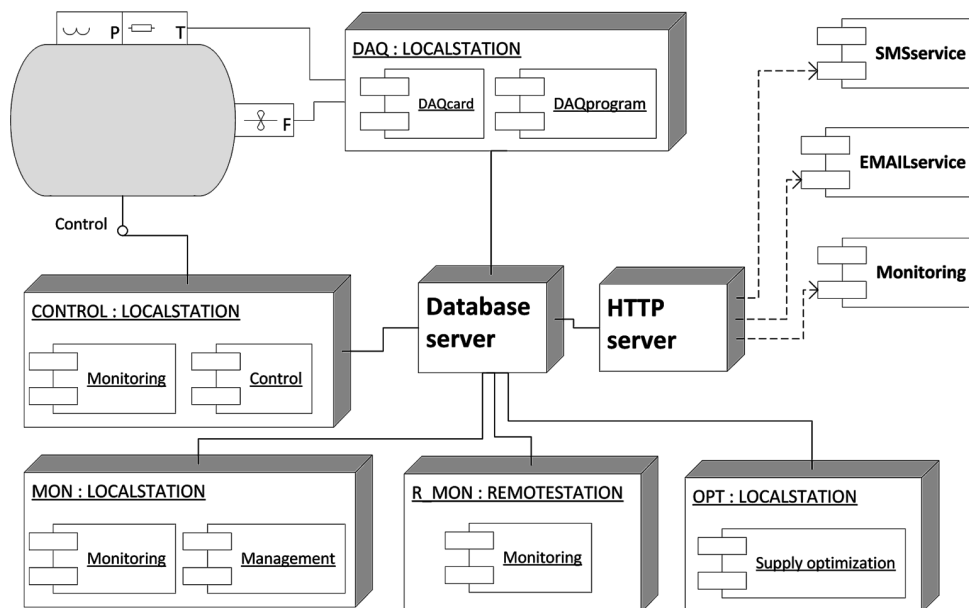 P T
DAQ : LOCALSTATION
DAQcard
DAQprogram
F
SMSservice
EMAILservice
Monitoring
Control
CONTROL : LOCALSTATION
Monitoring
Control
Database
server
HTTP
server
MON : LOCALSTATION
Monitoring
Management
R_MON : REMOTESTATION
Monitoring
OPT : LOCALSTATION
Supply optimization